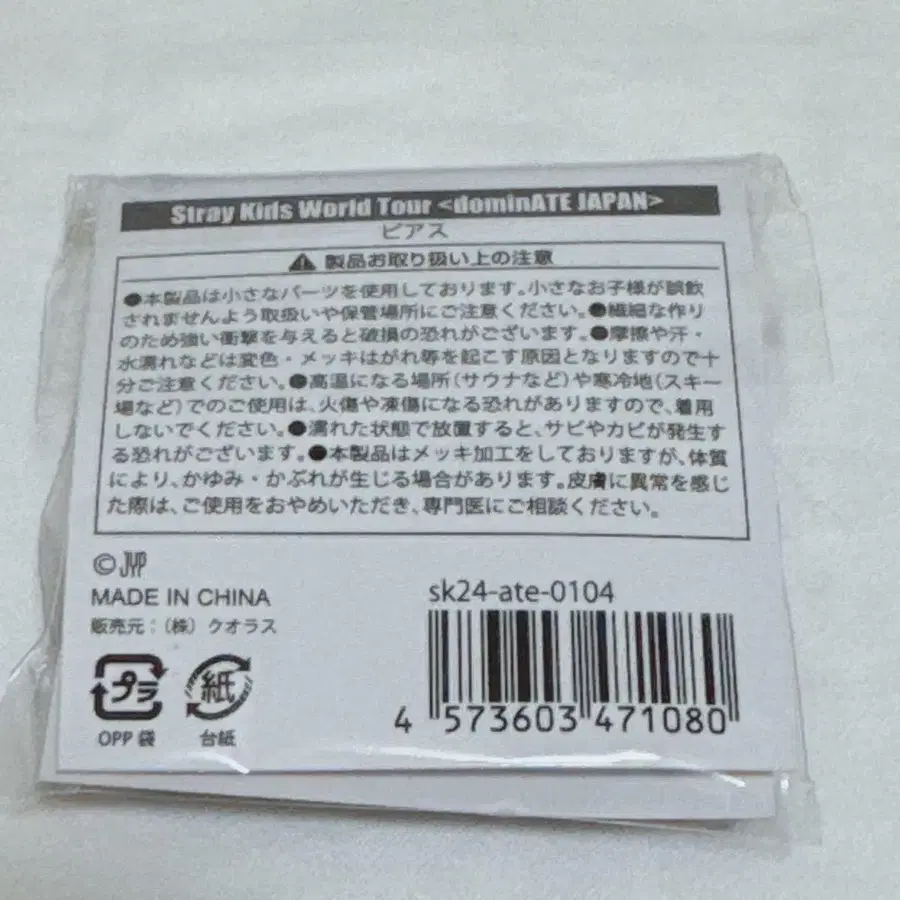 Stray Kids World Tour <dominATE JAPAN>
ピアス
製品お取り扱い上の注意
●本製品は小さなパーツを使用しております。小さなお子様が誤飲
されませんよう取扱いや保管場所にご注意ください。●繊細な作り
のため強い衝撃を与えると破損の恐れがございます。●摩擦や汗・
水濡れなどは変色・メッキはがれ等を起こす原因となりますので十
分ご注意ください。●高温になる場所(サウナなど)や寒冷地(スキー
場など)でのご使用は、火傷や凍傷になる恐れがありますので、着用
しないでください。●濡れた状態で放置すると、サビやカビが発生す
る恐れがございます。●本製品はメッキ加工をしておりますが、体質
により、かゆみ・かぶれが生じる場合があります。皮膚に異常を感じ
た際は、ご使用をおやめいただき、専門医にご相談ください。
©JYP
MADE IN CHINA
販売元:(株)クオラス
sk24-ate-0104
プラ
OPP 袋
紙
台紙
4 573603 471080